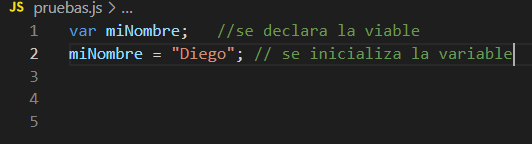 JS pruebas.js > ...
1 var miNombre;   //se declara la viable
2 miNombre = "Diego"; // se inicializa la variable
3
4
5